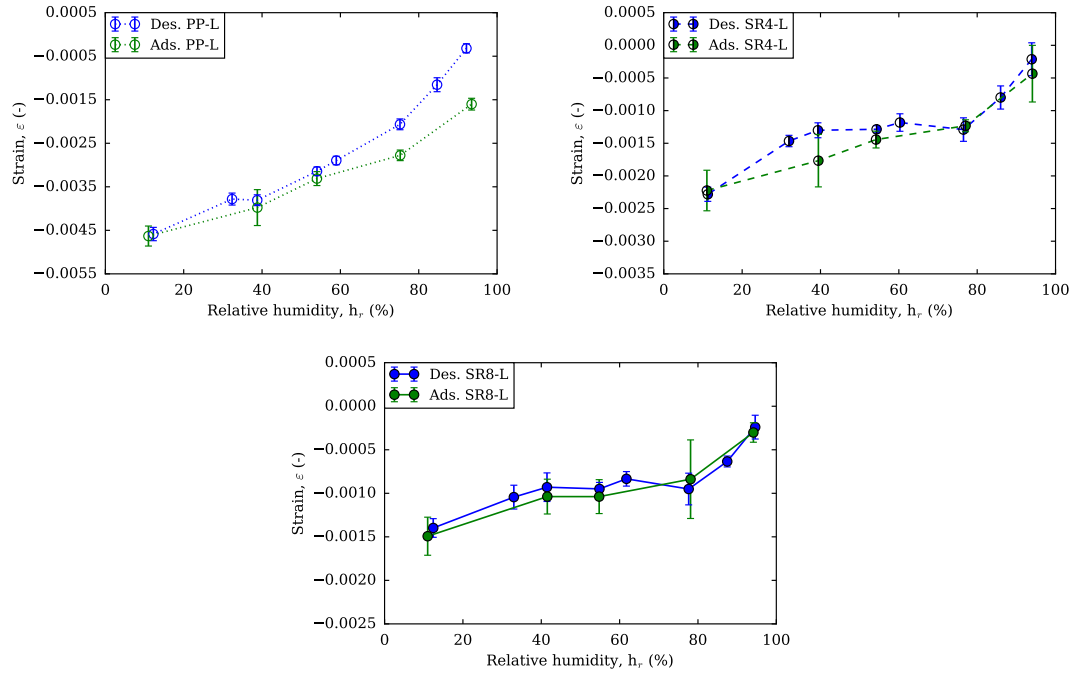 Des. PP-L
Ads. PP-L
0.0005
−0.0005
−0.0015
−0.0025
−0.0035
−0.0045
−0.0055
Strain, ε (-)
0 20 40 60 80 100
Relative humidity, hᵣ (%)
Des. SR4-L
Ads. SR4-L
0.0005
0.0000
−0.0005
−0.0010
−0.0015
−0.0020
−0.0025
−0.0030
−0.0035
Strain, ε (-)
0 20 40 60 80 100
Relative humidity, hᵣ (%)
Des. SR8-L
Ads. SR8-L
0.0005
0.0000
−0.0005
−0.0010
−0.0015
−0.0020
−0.0025
Strain, ε (-)
0 20 40 60 80 100
Relative humidity, hᵣ (%)